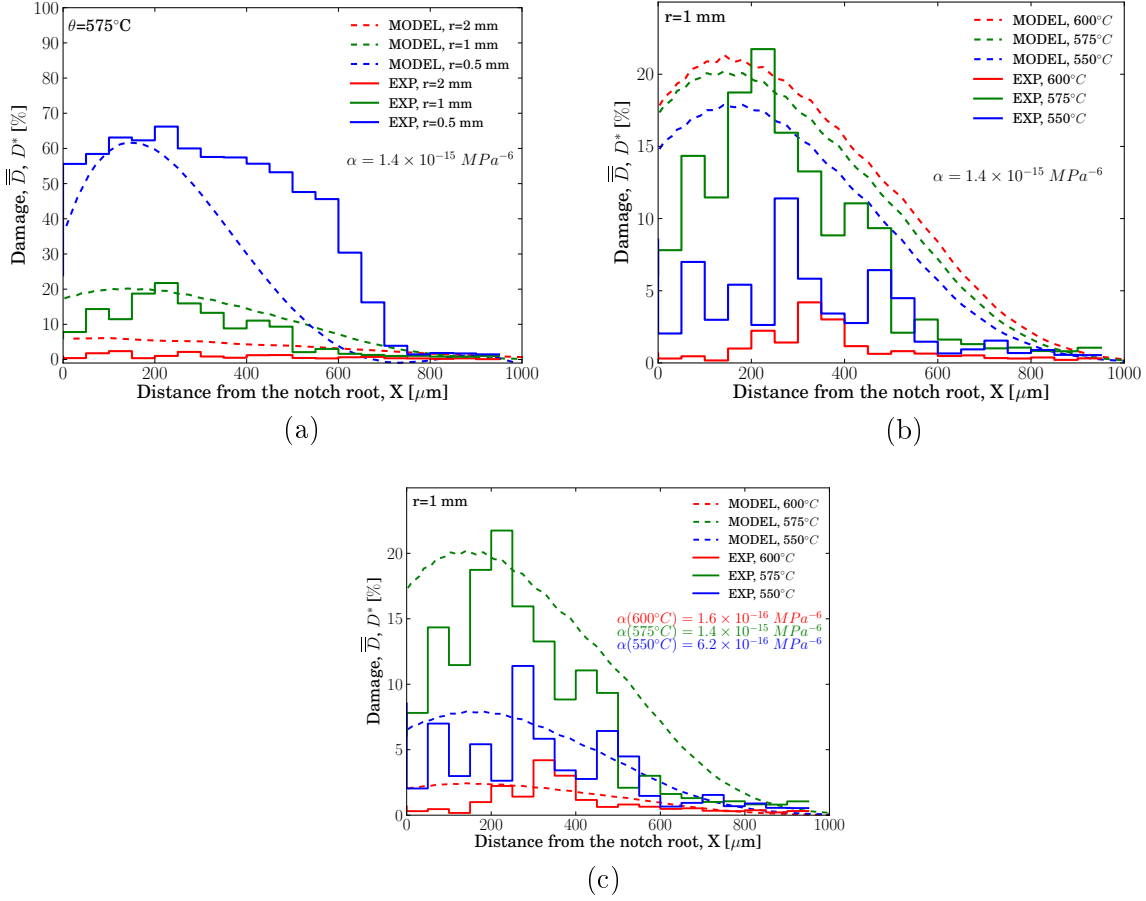 θ=575°C
MODEL, r=2 mm
MODEL, r=1 mm
MODEL, r=0.5 mm
EXP, r=2 mm
EXP, r=1 mm
EXP, r=0.5 mm
α = 1.4 × 10⁻¹⁵ MPa⁻⁶
Damage, D̿, D* [%]
100
90
80
70
60
50
40
30
20
10
0
0 200 400 600 800 1000
Distance from the notch root, X [μm]
(a)
r=1 mm
MODEL, 600°C
MODEL, 575°C
MODEL, 550°C
EXP, 600°C
EXP, 575°C
EXP, 550°C
α = 1.4 × 10⁻¹⁵ MPa⁻⁶
Damage, D̿, D* [%]
20
15
10
5
0
0 200 400 600 800 1000
Distance from the notch root, X [μm]
(b)
r=1 mm
MODEL, 600°C
MODEL, 575°C
MODEL, 550°C
EXP, 600°C
EXP, 575°C
EXP, 550°C
α(600°C) = 1.6 × 10⁻¹⁶ MPa⁻⁶
α(575°C) = 1.4 × 10⁻¹⁵ MPa⁻⁶
α(550°C) = 6.2 × 10⁻¹⁶ MPa⁻⁶
Damage, D̿, D* [%]
20
15
10
5
0
0 200 400 600 800 1000
Distance from the notch root, X [μm]
(c)